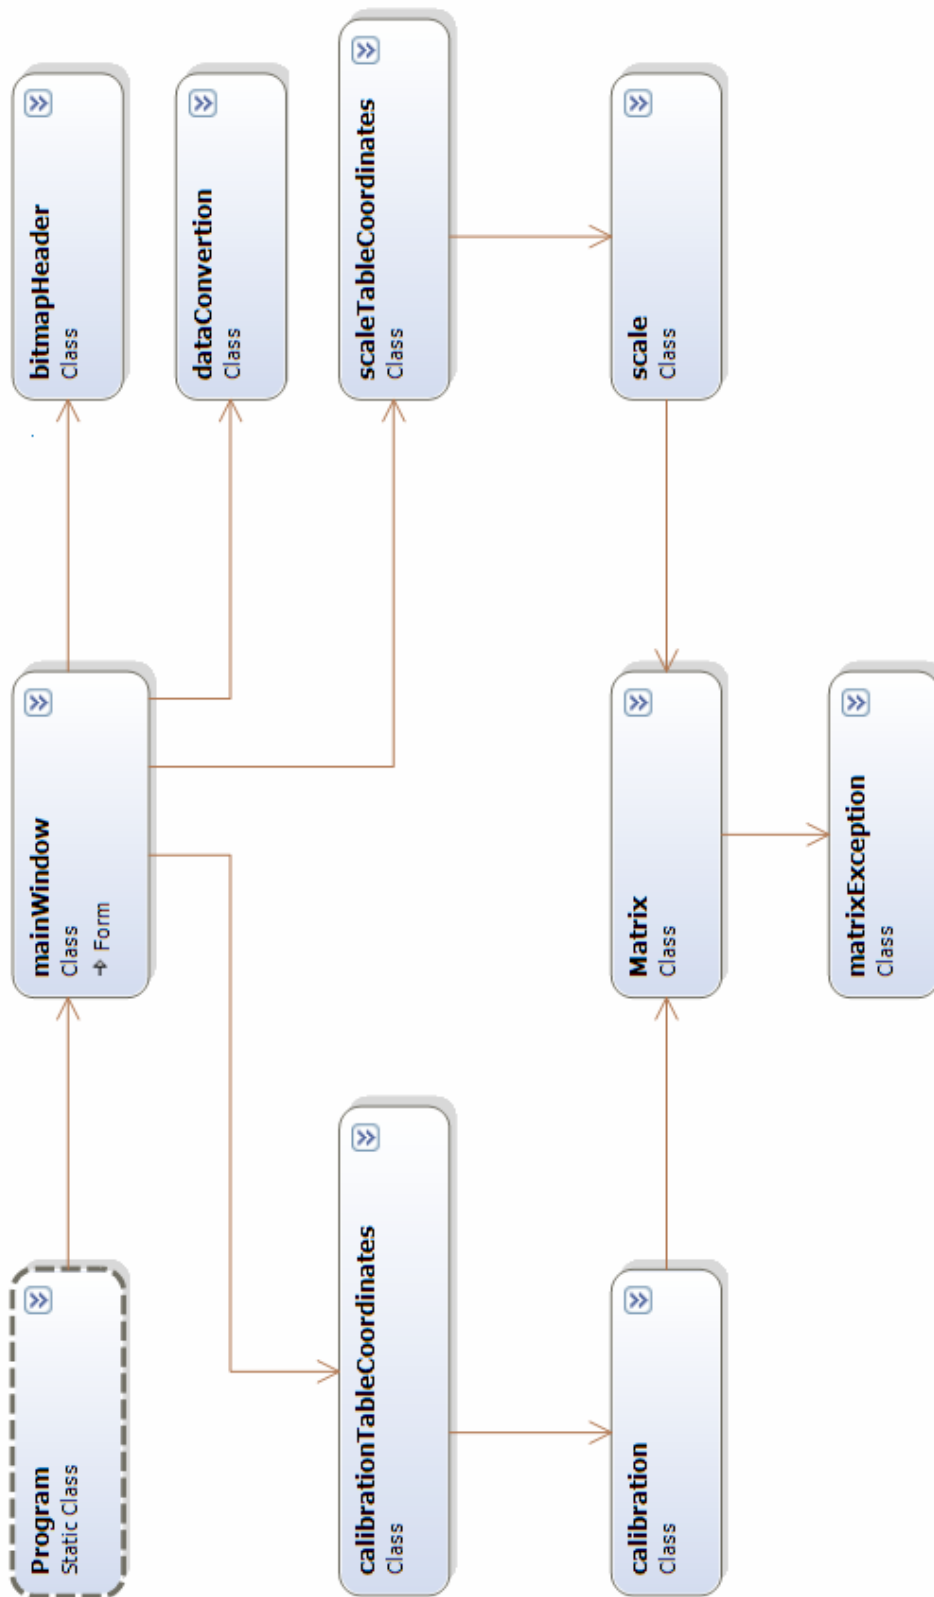 Program
Static Class
mainWindow
Class
Form
bitmapHeader
Class
dataConvertion
Class
calibrationTableCoordinates
Class
scaleTableCoordinates
Class
calibration
Class
Matrix
Class
scale
Class
matrixException
Class